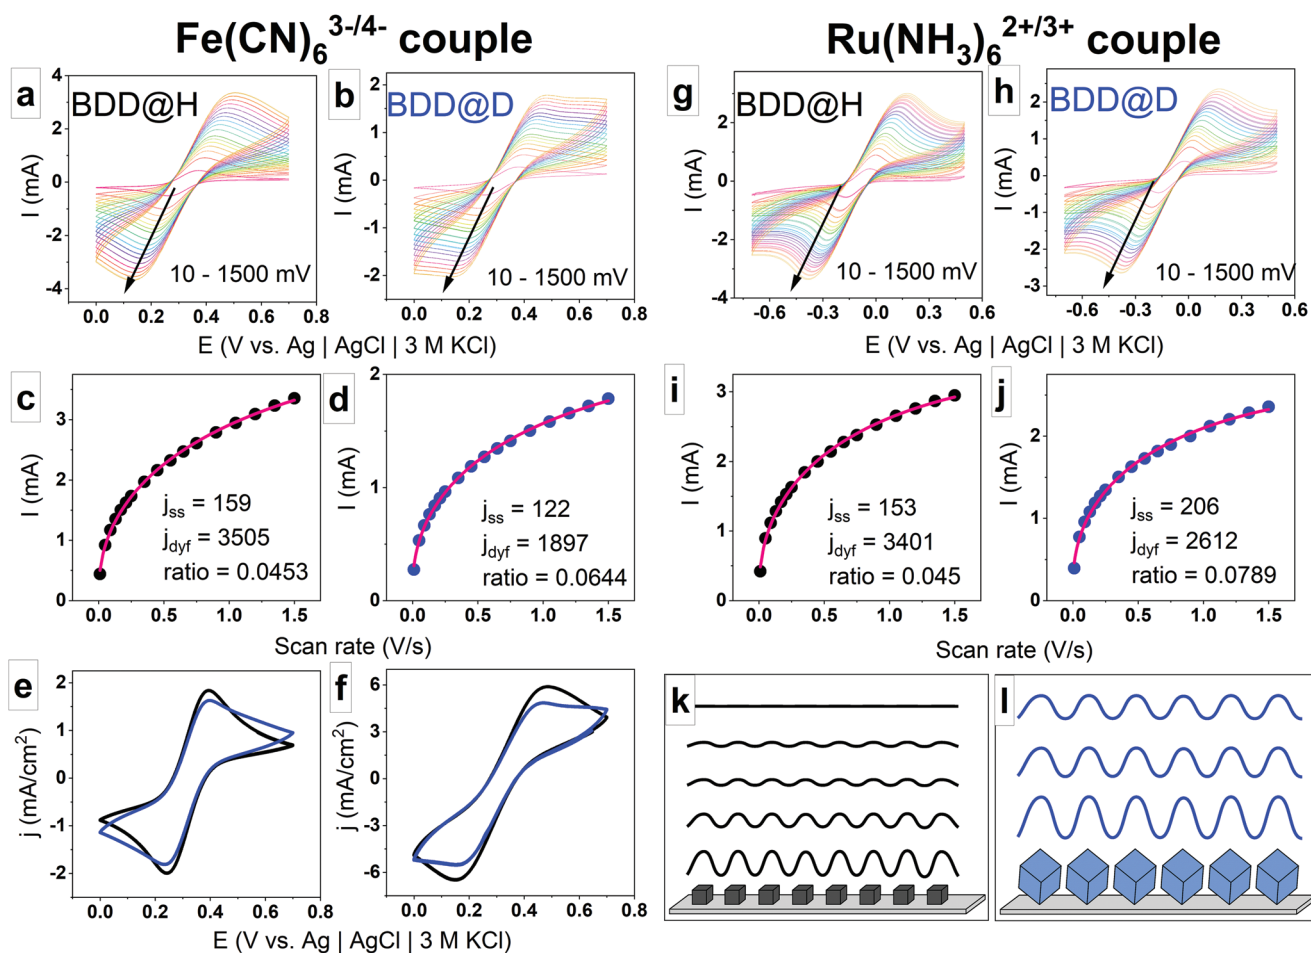 Fe(CN)₆³⁻/⁴⁻ couple
Ru(NH₃)₆²⁺/³⁺ couple
a
BDD@H
I (mA)
4
2
0
-2
-4
0.0 0.2 0.4 0.6 0.8
10 - 1500 mV
b
BDD@D
I (mA)
2
1
0
-1
-2
0.0 0.2 0.4 0.6 0.8
10 - 1500 mV
E (V vs. Ag | AgCl | 3 M KCl)
g
BDD@H
I (mA)
4
2
0
-2
-4
-0.6 -0.3 0.0 0.3 0.6
10 - 1500 mV
h
BDD@D
I (mA)
3
2
1
0
-1
-2
-3
-0.6 -0.3 0.0 0.3 0.6
10 - 1500 mV
E (V vs. Ag | AgCl | 3 M KCl)
c
I (mA)
3
2
1
0
0.0 0.5 1.0 1.5
jss = 159
jdyf = 3505
ratio = 0.0453
d
I (mA)
2
1
0
0.0 0.5 1.0 1.5
jss = 122
jdyf = 1897
ratio = 0.0644
Scan rate (V/s)
i
I (mA)
3
2
1
0
0.0 0.5 1.0 1.5
jss = 153
jdyf = 3401
ratio = 0.045
j
I (mA)
2
1
0
0.0 0.5 1.0 1.5
jss = 206
jdyf = 2612
ratio = 0.0789
Scan rate (V/s)
e
j (mA/cm²)
2
1
0
-1
-2
0.0 0.2 0.4 0.6 0.8
f
j (mA/cm²)
6
3
0
-3
-6
0.0 0.2 0.4 0.6 0.8
E (V vs. Ag | AgCl | 3 M KCl)
k
l